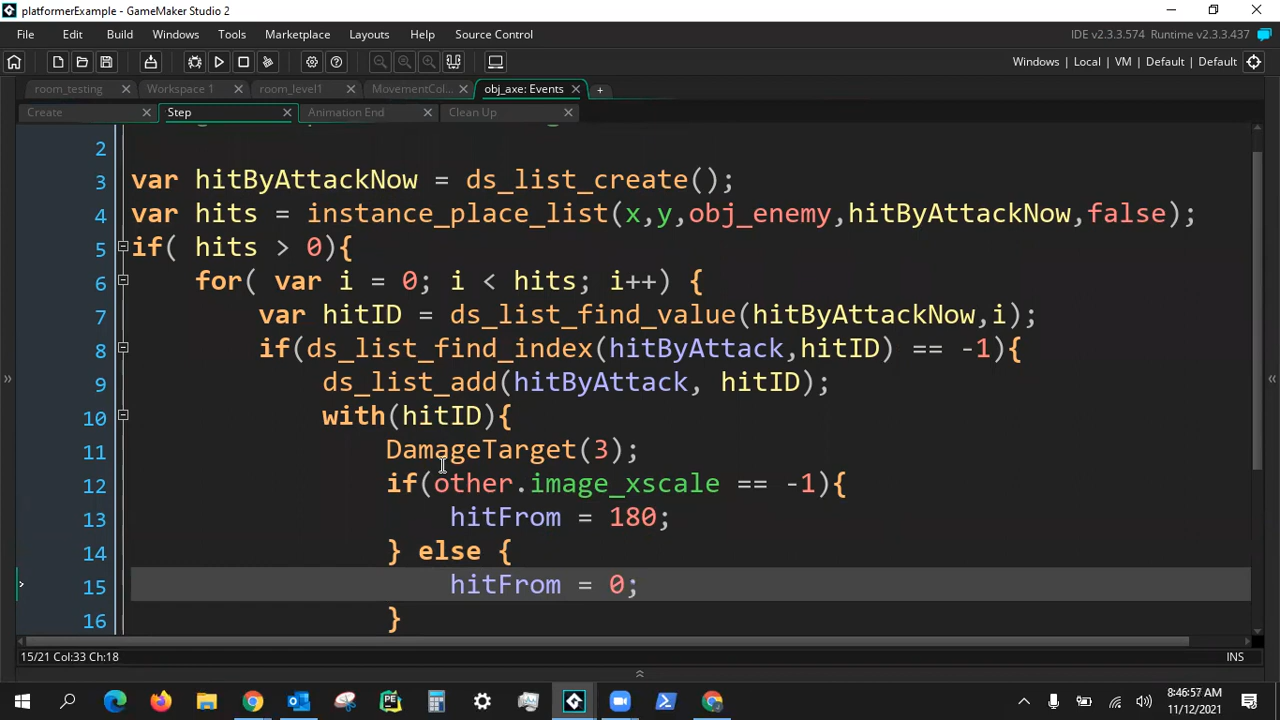 platformerExample - GameMaker Studio 2
File Edit Build Windows Tools Marketplace Layouts Help Source Control
IDE v2.3.3.574 Runtime v2.3.3.437
Windows | Local | VM | Default | Default
room_testing Workspace 1 room_level1 MovementCol... obj_axe: Events +
Create Step Animation End Clean Up
2
3 var hitByAttackNow = ds_list_create();
4 var hits = instance_place_list(x,y,obj_enemy,hitByAttackNow,false);
5 if( hits > 0){
6 for( var i = 0; i < hits; i++) {
7 var hitID = ds_list_find_value(hitByAttackNow,i);
8 if(ds_list_find_index(hitByAttack,hitID) == -1){
9 ds_list_add(hitByAttack, hitID);
10 with(hitID){
11 DamageTarget(3);
12 if(other.image_xscale == -1){
13 hitFrom = 180;
14 } else {
15 hitFrom = 0;
16 }
15/21 Col:33 Ch:18 INS
8:46:57 AM
11/12/2021